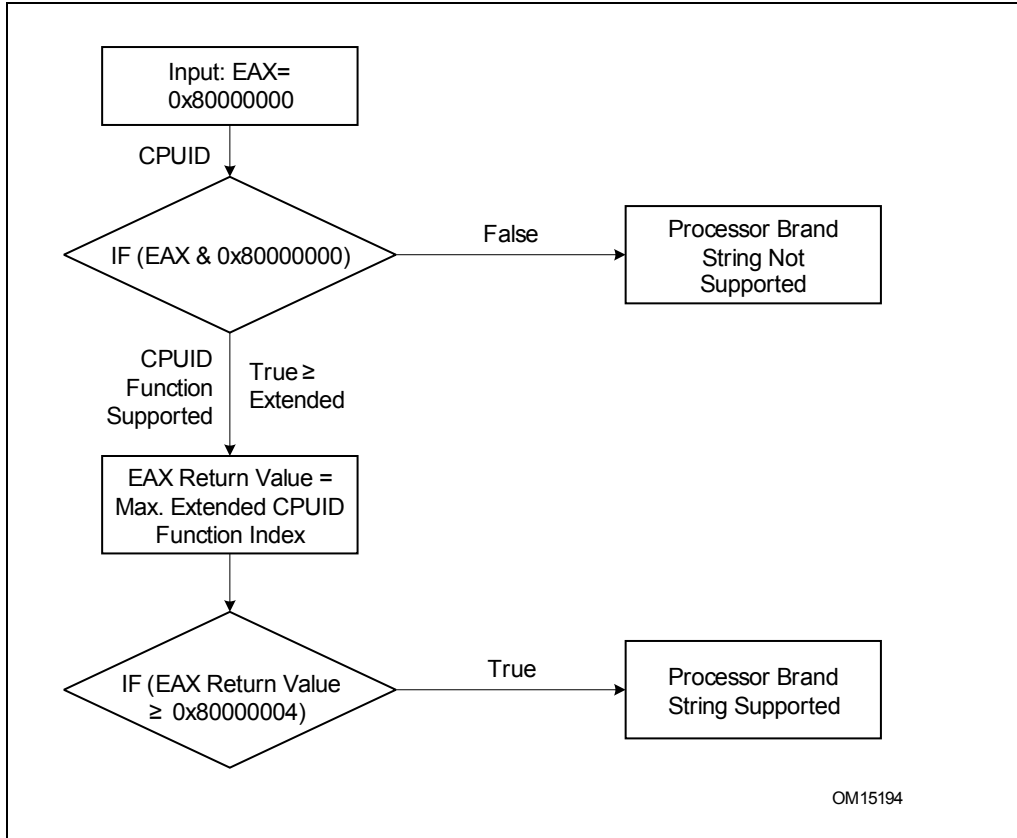 Input: EAX=
0x80000000
CPUID
IF (EAX & 0x80000000)
False
Processor Brand
String Not
Supported
CPUID
Function
Supported
True ≥
Extended
EAX Return Value =
Max. Extended CPUID
Function Index
IF (EAX Return Value
≥ 0x80000004)
True
Processor Brand
String Supported
OM15194